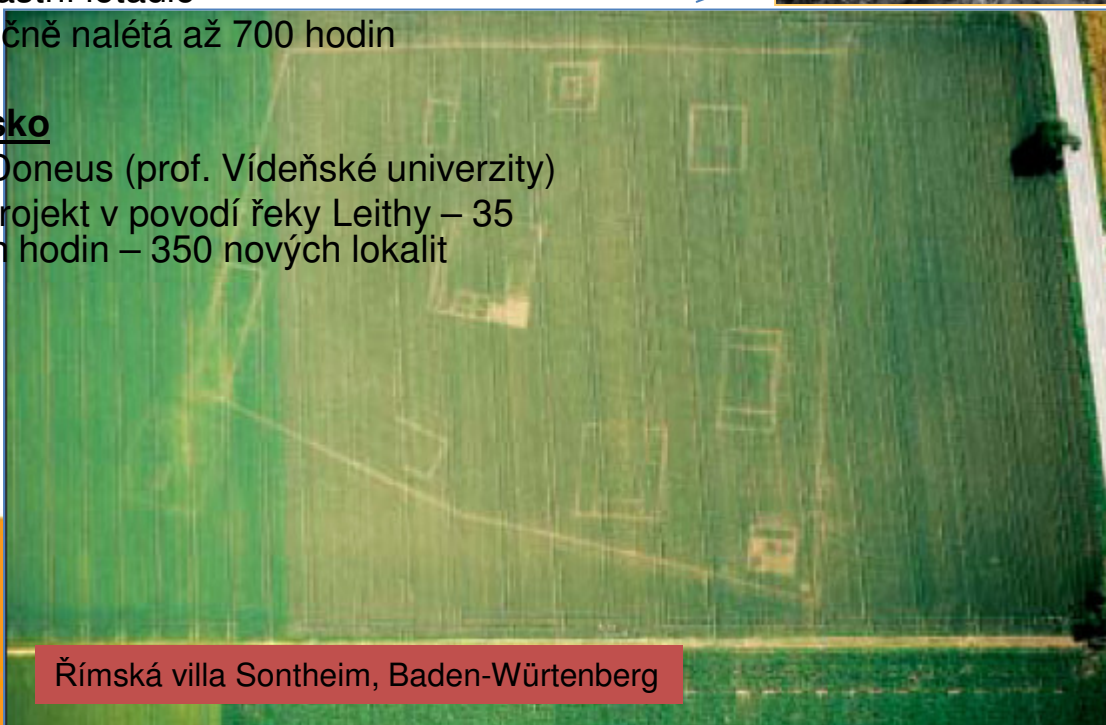 čně nalétá až 700 hodin
sko
Doneus (prof. Vídeňské univerzity)
rojekt v povodí řeky Leithy – 35
hodin – 350 nových lokalit
Římská villa Sontheim, Baden-Würtenberg